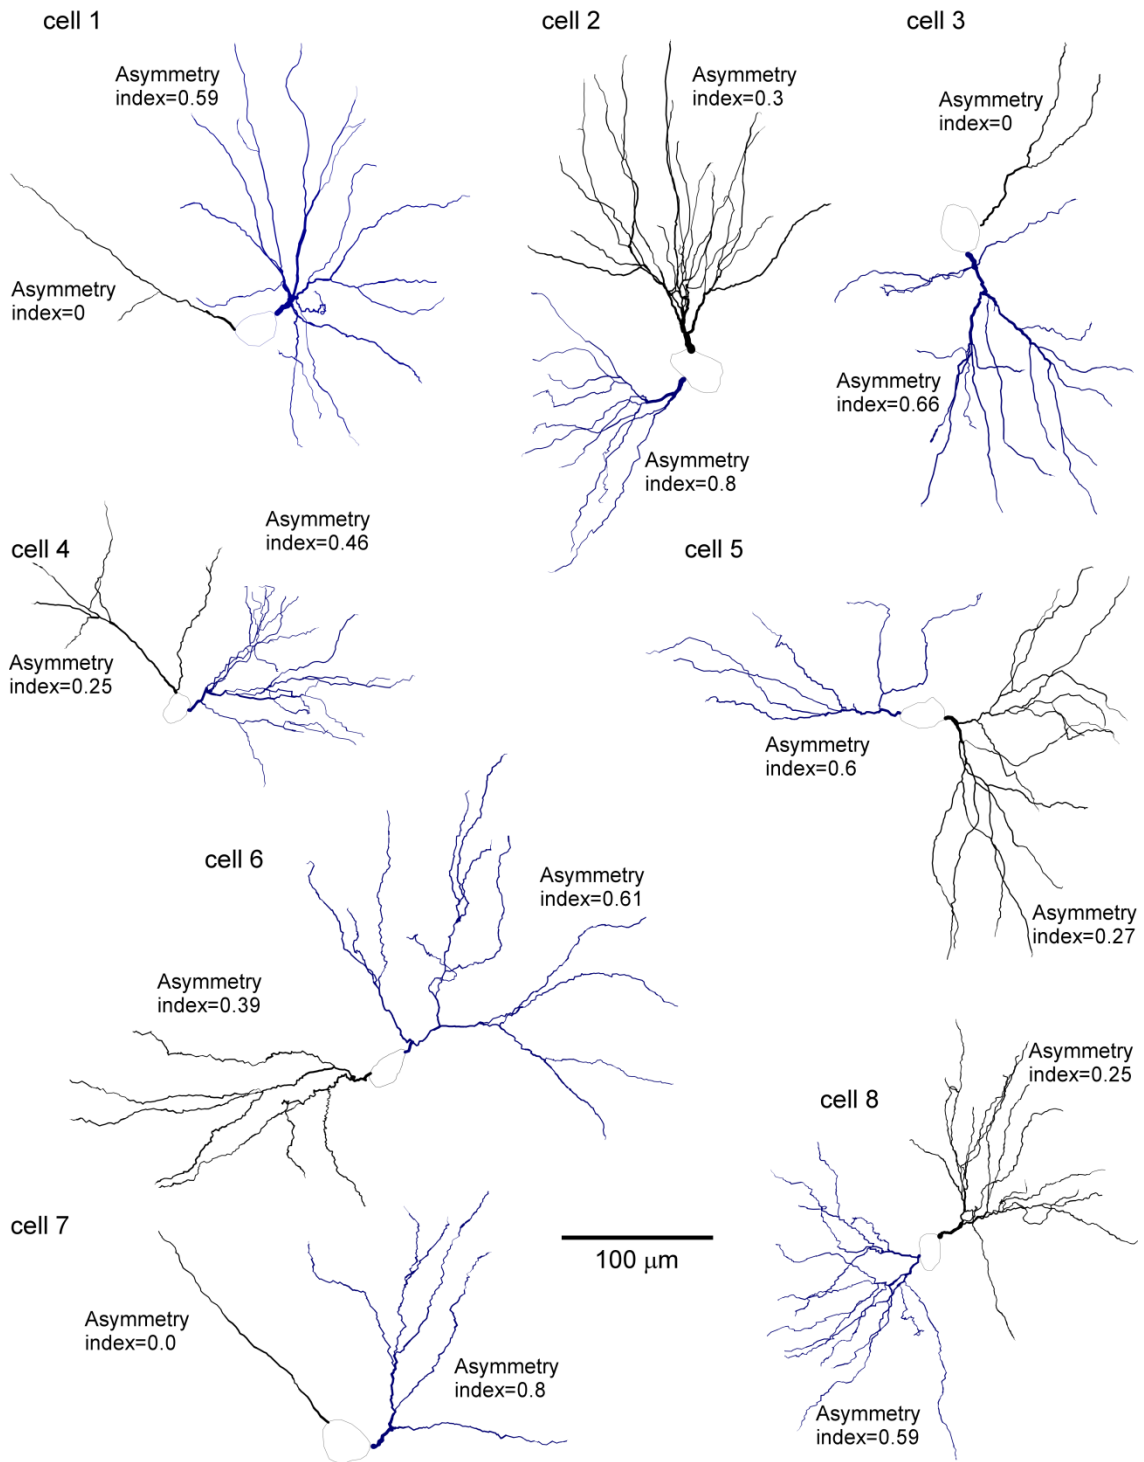 cell 1
cell 2
cell 3
Asymmetry
index=0.59
Asymmetry
index=0.3
Asymmetry
index=0
Asymmetry
index=0
Asymmetry
index=0.66
Asymmetry
index=0.8
cell 4
Asymmetry
index=0.46
cell 5
Asymmetry
index=0.25
Asymmetry
index=0.6
cell 6
Asymmetry
index=0.61
Asymmetry
index=0.27
Asymmetry
index=0.39
Asymmetry
index=0.25
cell 8
cell 7
100 μm
Asymmetry
index=0.0
Asymmetry
index=0.8
Asymmetry
index=0.59